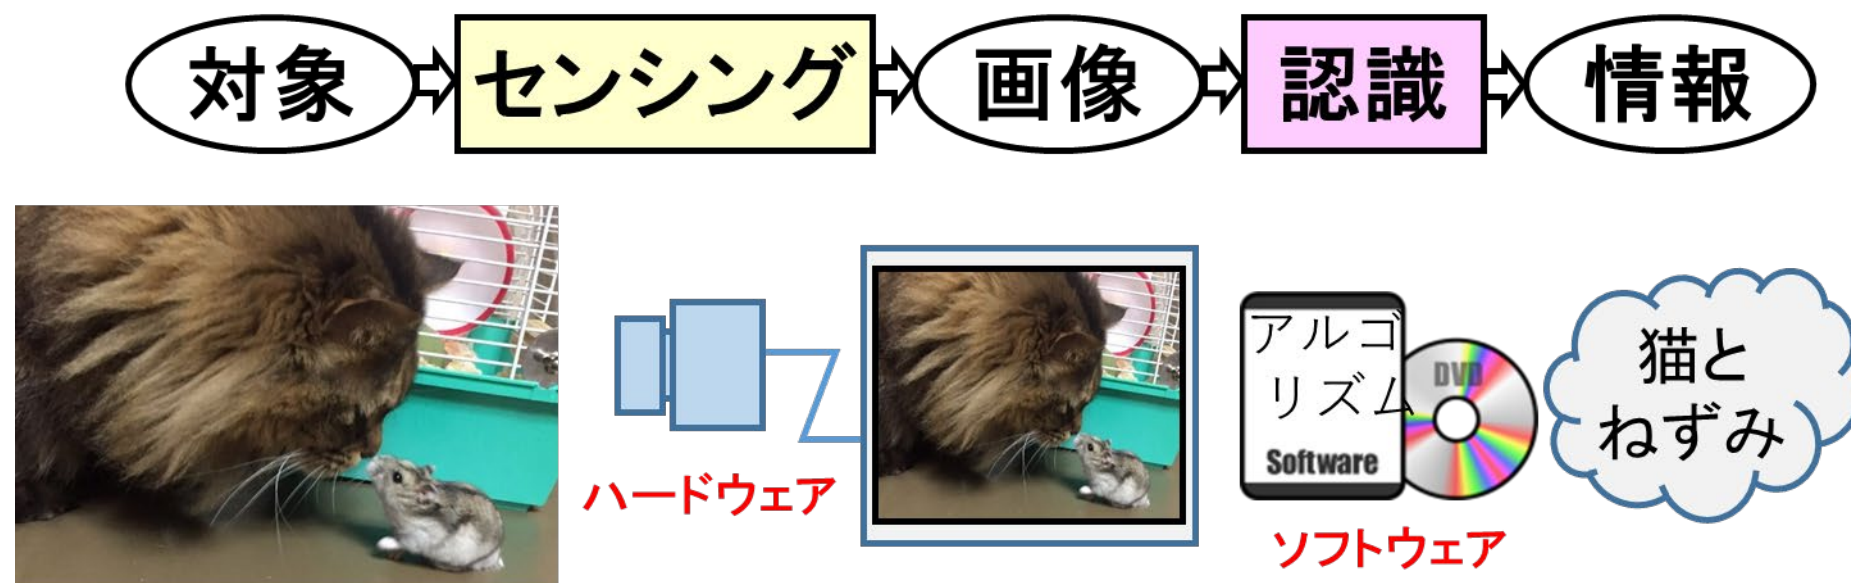 対象
センシング
画像
認識
情報
ハードウェア
アルゴ
リズム
Software
DVD
ソフトウェア
猫と
ねずみ